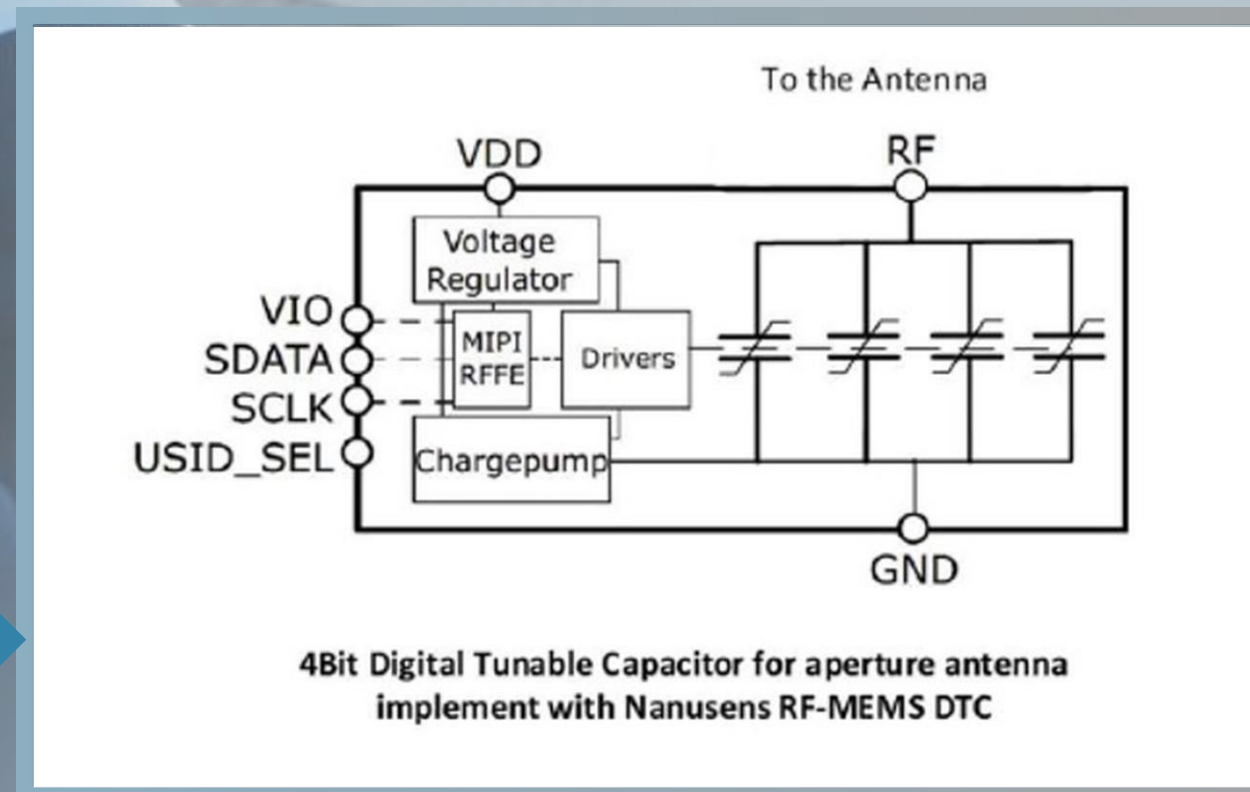 To the Antenna
VDD
RF
Voltage
Regulator
VIO
SDATA
SCLK
USID_SEL
MIPI
RFFE
Drivers
Chargepump
GND
4Bit Digital Tunable Capacitor for aperture antenna
implement with Nanusens RF-MEMS DTC